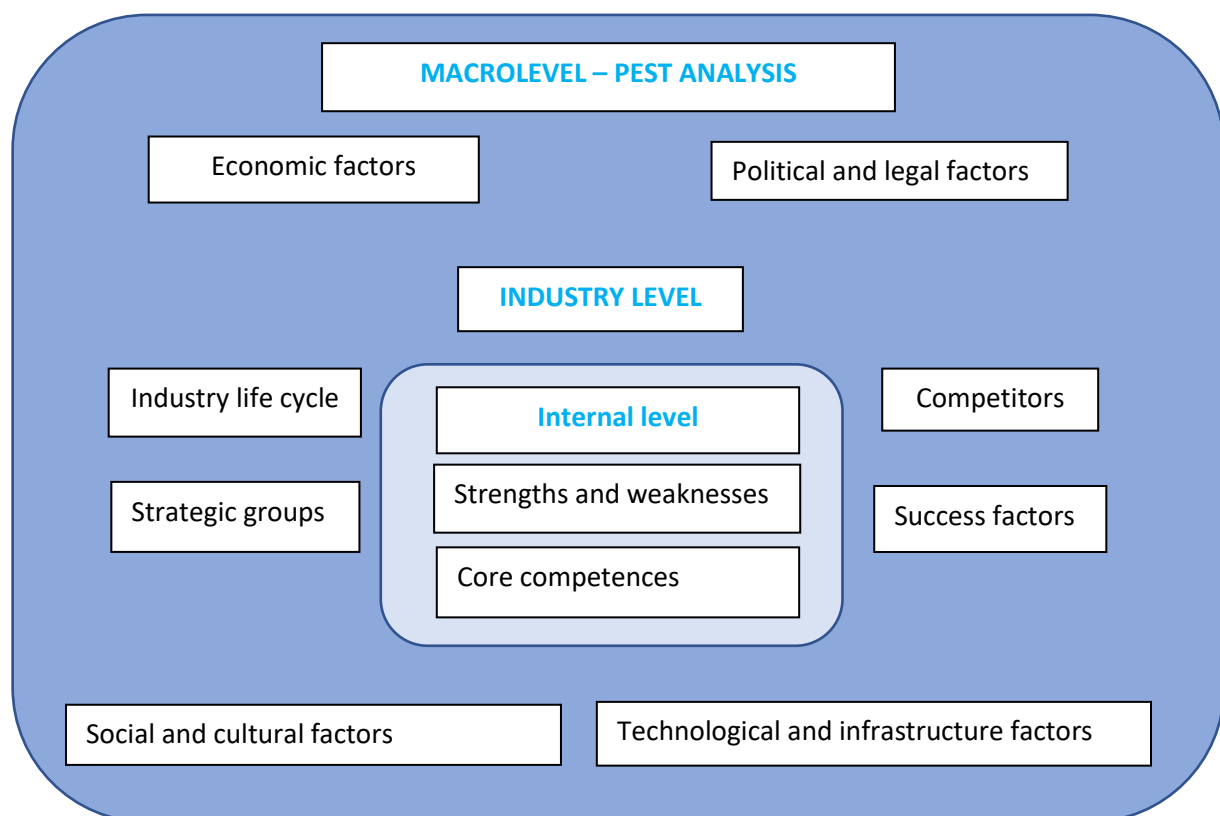 MACROLEVEL – PEST ANALYSIS
Economic factors
Political and legal factors
INDUSTRY LEVEL
Industry life cycle
Internal level
Competitors
Strengths and weaknesses
Strategic groups
Success factors
Core competences
Social and cultural factors
Technological and infrastructure factors